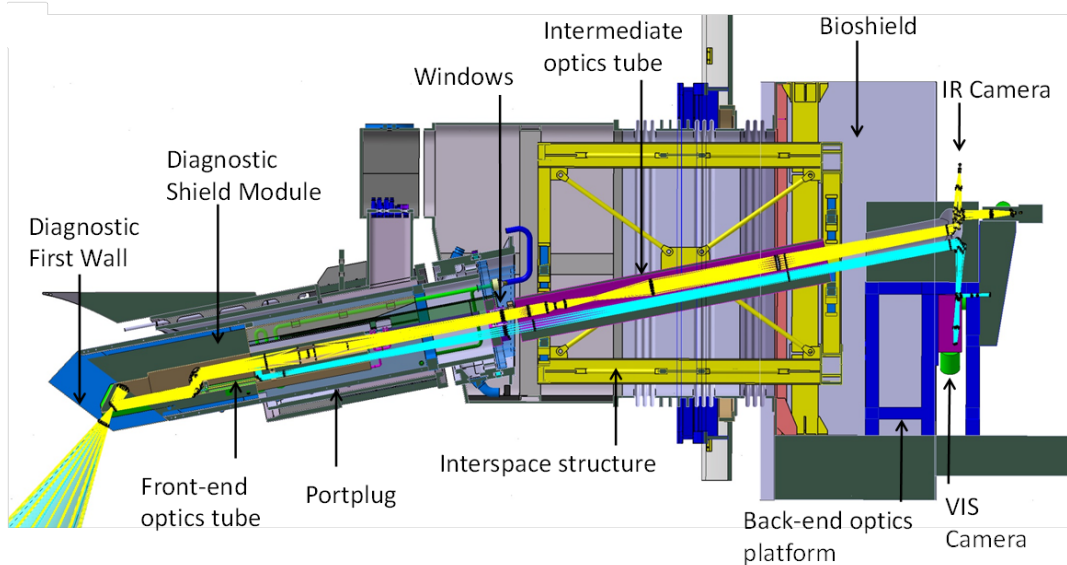 Intermediate
optics tube
Bioshield
Windows
IR Camera
Diagnostic
Shield Module
Diagnostic
First Wall
Interspace structure
Front-end
optics tube
Portplug
Back-end optics
platform
VIS
Camera